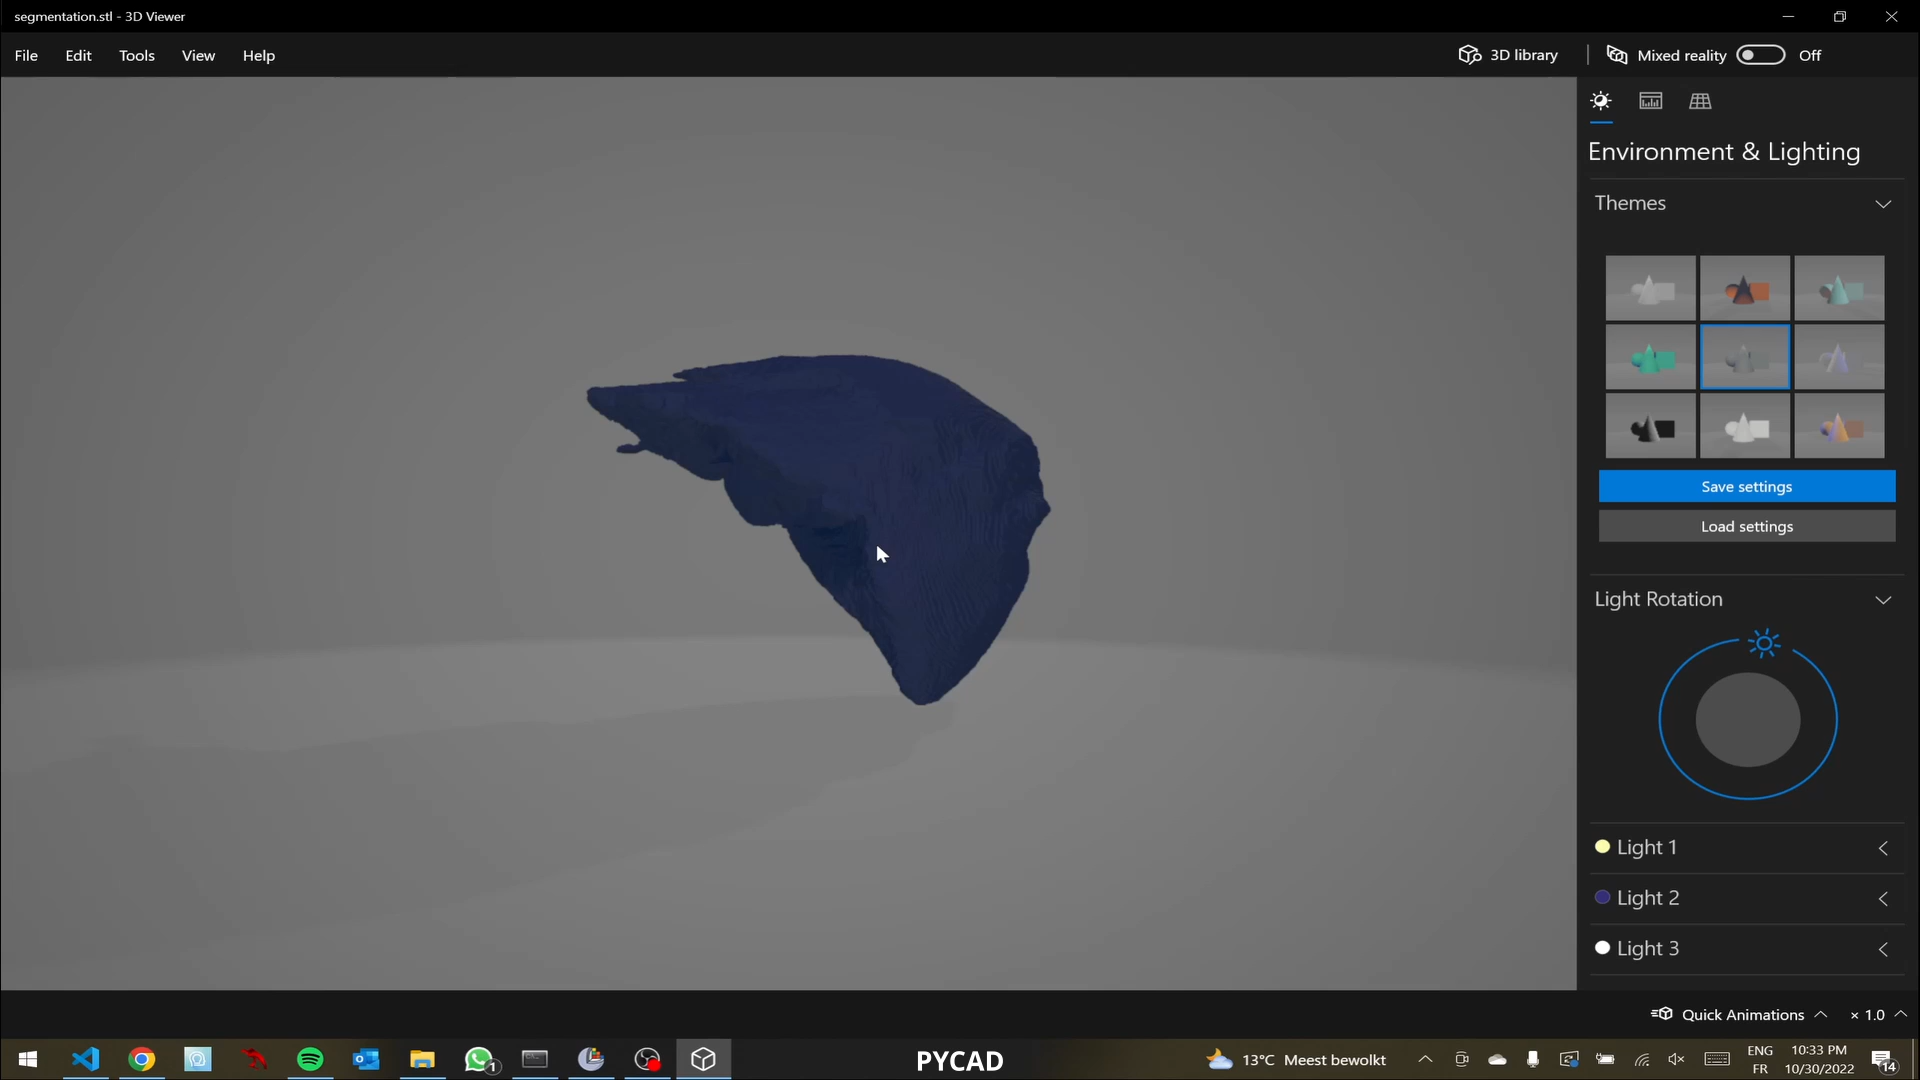 segmentation.stl - 3D Viewer
File Edit Tools View Help
3D library
Mixed reality Off
Environment & Lighting
Themes
Save settings
Load settings
Light Rotation
Light 1
Light 2
Light 3
Quick Animations × 1.0
1
PYCAD
13°C Meest bewolkt
ENG
FR
10:33 PM
10/30/2022
14